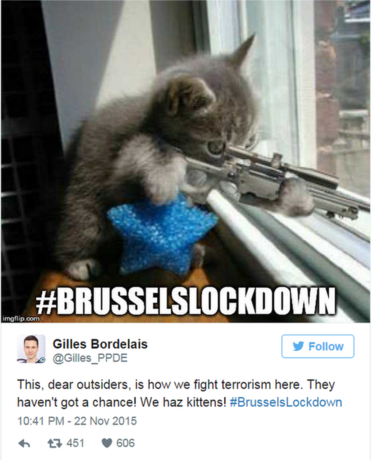 #BRUSSELSLOCKDOWN
imgflip.com
Gilles Bordelais
@Gilles_PPDE
Follow
This, dear outsiders, is how we fight terrorism here. They
haven't got a chance! We haz kittens! #BrusselsLockdown
10:41 PM - 22 Nov 2015
451 606